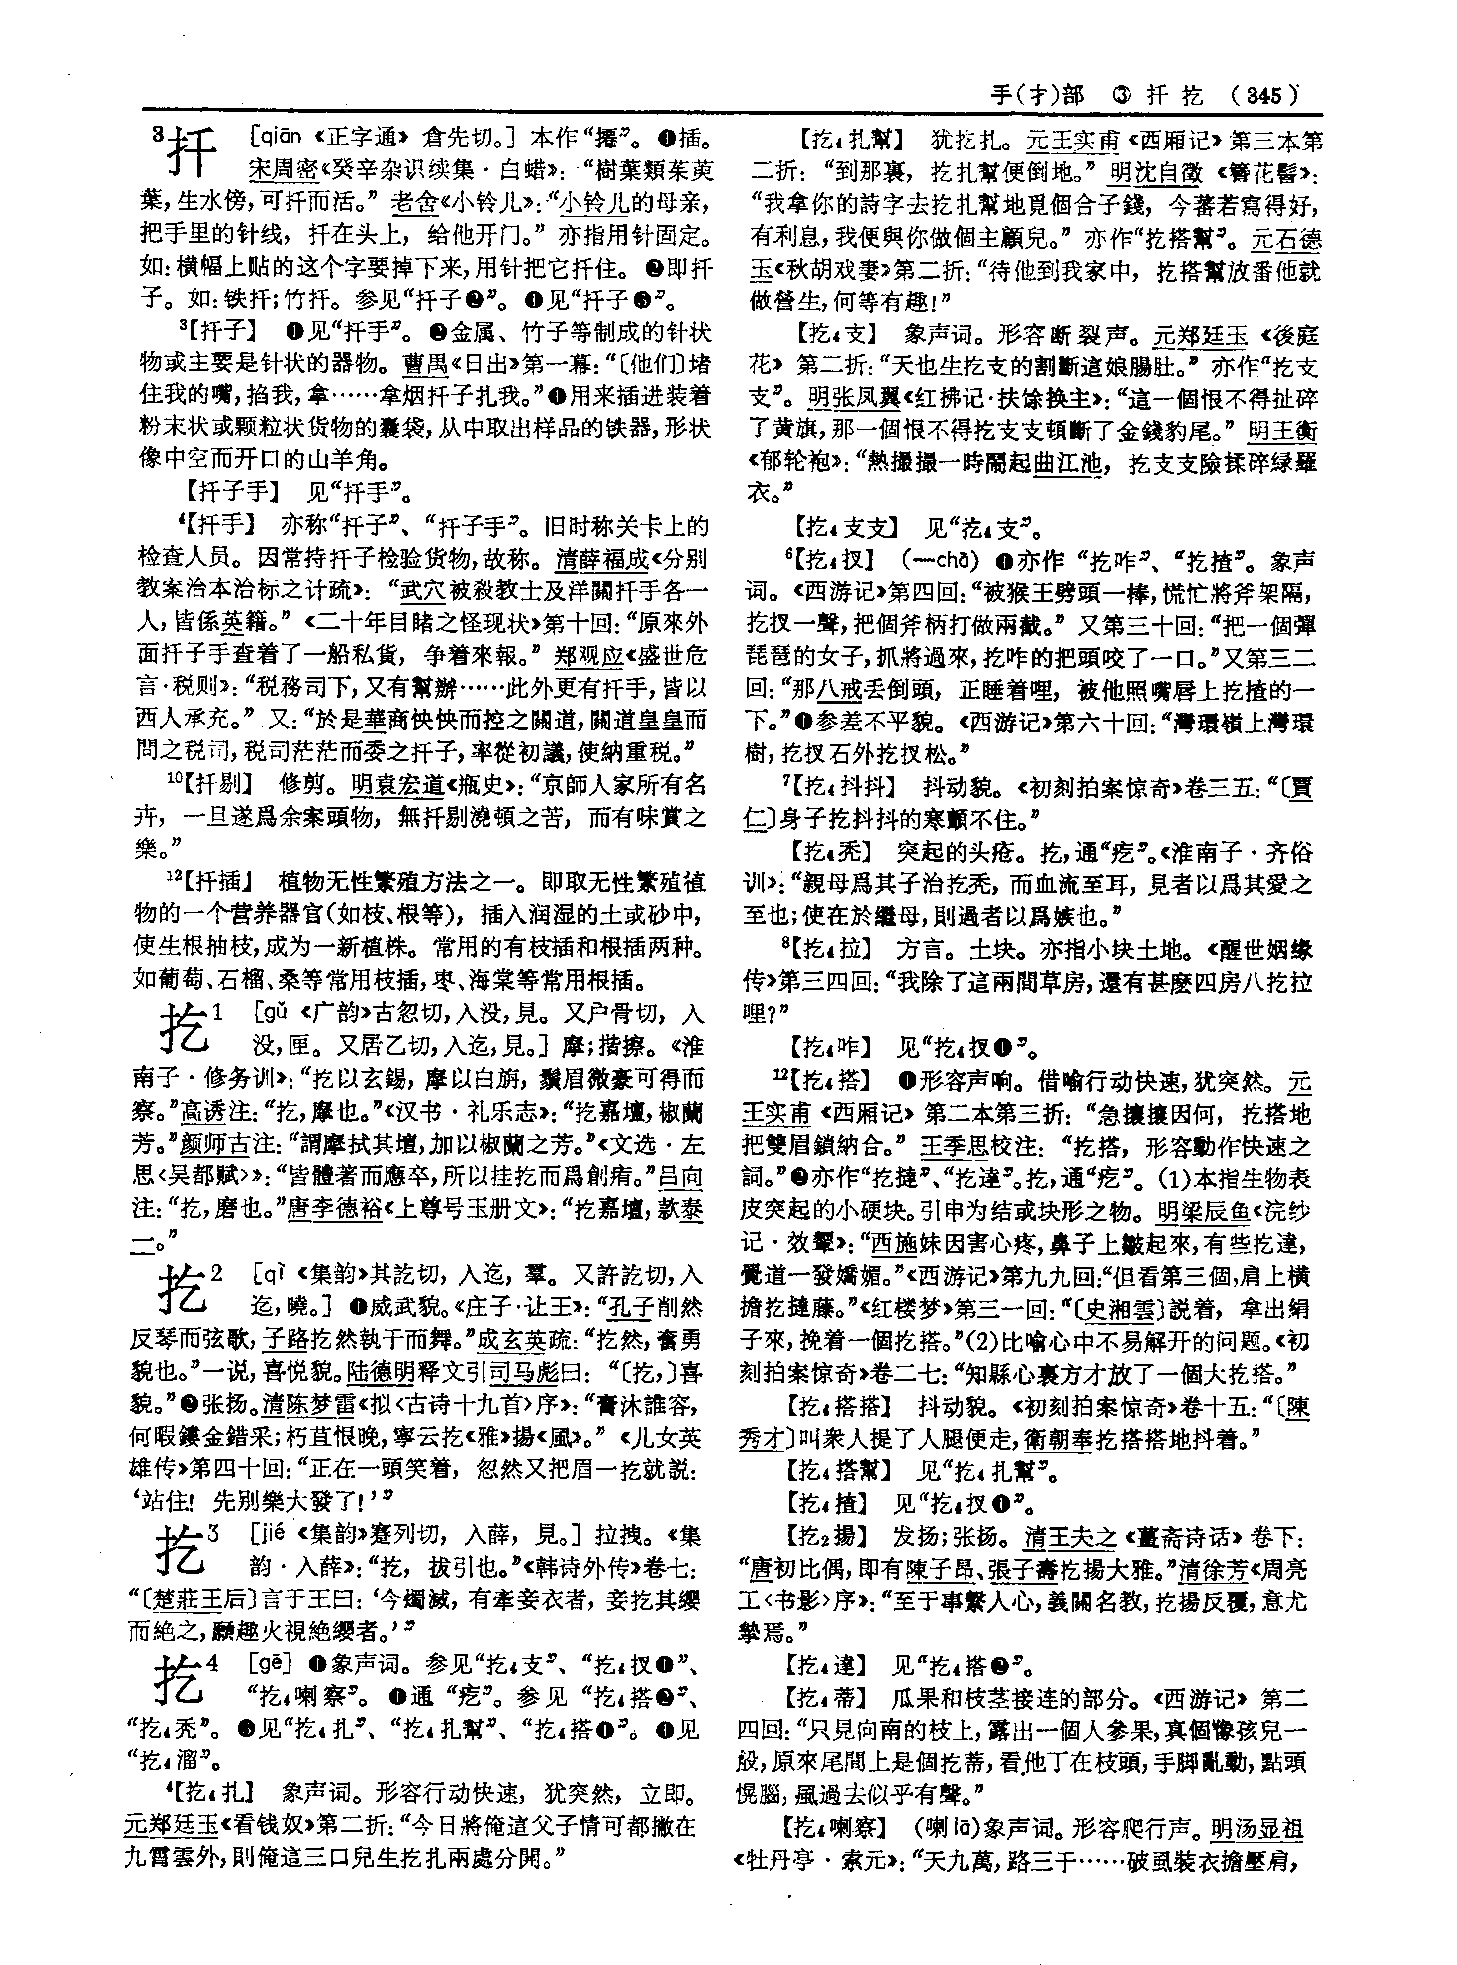 手(扌)部 ③ 扦 扢 (345)
³扦 [qiān《正字通》倉先切。] 本作“攓”。❶插。
宋周密《癸辛杂识续集·白蜡》：“樹葉類茱萸
葉，生水傍，可扦而活。”老舍《小铃儿》：“小铃儿的母亲，
把手里的针线，扦在头上，给他开门。”亦指用针固定。
如：横幅上贴的这个字要掉下来，用针把它扦住。❷即扦
子。如：铁扦；竹扦。参见“扦子❷”。❸见“扦子❸”。
³【扦子】 ❶见“扦手”。❷金属、竹子等制成的针状
物或主要是针状的器物。曹禺《日出》第一幕：“〔他们〕堵
住我的嘴，掐我，拿……拿烟扦子扎我。”❸用来插进装着
粉末状或颗粒状货物的囊袋，从中取出样品的铁器，形状
像中空而开口的山羊角。
【扦子手】 见“扦手”。
⁴【扦手】 亦称“扦子”、“扦子手”。旧时称关卡上的
检查人员。因常持扦子检验货物，故称。清薛福成《分别
教案治本治标之计疏》：“武穴被殺教士及洋關扦手各一
人，皆係英籍。”《二十年目睹之怪现状》第十回：“原來外
面扦子手查着了一船私貨，争着來報。”郑观应《盛世危
言·税则》：“税務司下，又有幫辦……此外更有扦手，皆以
西人承充。”又：“於是華商怏怏而控之關道，關道皇皇而
問之税司，税司茫茫而委之扦子，率從初議，使納重税。”
¹⁰【扦剔】 修剪。明袁宏道《瓶史》：“京師人家所有名
卉，一旦遂爲余案頭物，無扦剔澆頓之苦，而有味賞之
樂。”
¹²【扦插】 植物无性繁殖方法之一。即取无性繁殖植
物的一个营养器官(如枝、根等)，插入润湿的土或砂中，
使生根抽枝，成为一新植株。常用的有枝插和根插两种。
如葡萄、石榴、桑等常用枝插，枣、海棠等常用根插。
扢1 [gǔ《广韵》古忽切，入没，見。又户骨切，入
没，匣。又居乙切，入迄，見。] 摩；揩擦。《淮
南子·修务训》：“扢以玄錫，摩以白旃，鬚眉微豪可得而
察。”高诱注：“扢，摩也。”《汉书·礼乐志》：“扢嘉壇，椒蘭
芳。”颜师古注：“謂摩拭其壇，加以椒蘭之芳。”《文选·左
思〈吴都赋〉》：“皆體著而應卒，所以挂扢而爲創痏。”吕向
注：“扢，磨也。”唐李德裕《上尊号玉册文》：“扢嘉壇，款泰
一。”
扢2 [qì《集韵》其訖切，入迄，羣。又許訖切，入
迄，曉。] ❶威武貌。《庄子·让王》：“孔子削然
反琴而弦歌，子路扢然執干而舞。”成玄英疏：“扢然，奮勇
貌也。”一说，喜悦貌。陆德明释文引司马彪曰：“〔扢，〕喜
貌。”❷张扬。清陈梦雷《拟〈古诗十九首〉序》：“膏沐誰容，
何暇鏤金錯采；朽苴恨晚，寧云扢《雅》揚《風》。”《儿女英
雄传》第四十回：“正在一頭笑着，忽然又把眉一扢就説：
‘站住！先别樂大發了！’”
扢3 [jié《集韵》蹇列切，入薛，見。] 拉拽。《集
韵·入薛》：“扢，拔引也。”《韩诗外传》卷七：
“〔楚莊王后〕言于王曰：‘今燭滅，有牽妾衣者，妾扢其纓
而絶之，願趣火視絶纓者。’”
扢4 [gē] ❶象声词。参见“扢₄支”、“扢₄扠❶”、
“扢₄喇察”。❷通“疙”。参见“扢₄搭❷”、
“扢₄秃”。❸见“扢₄扎”、“扢₄扎幫”、“扢₄搭❶”。❹见
“扢₄溜”。
⁴【扢₄扎】 象声词。形容行动快速，犹突然，立即。
元郑廷玉《看钱奴》第二折：“今日將俺這父子情可都撇在
九霄雲外，則俺這三口兒生扢扎兩處分開。”
【扢₄扎幫】 犹扢扎。元王实甫《西厢记》第三本第
二折：“到那裏，扢扎幫便倒地。”明沈自徵《簪花髻》：
“我拿你的詩字去扢扎幫地覓個合子錢，今番若寫得好，
有利息，我便與你做個主顧兒。”亦作“扢搭幫”。元石德
玉《秋胡戏妻》第二折：“待他到我家中，扢搭幫放番他就
做營生，何等有趣！”
【扢₄支】 象声词。形容断裂声。元郑廷玉《後庭
花》第二折：“天也生扢支的割斷這娘腸肚。”亦作“扢支
支”。明张凤翼《红拂记·扶馀换主》：“這一個恨不得扯碎
了黄旗，那一個恨不得扢支支頓斷了金錢豹尾。”明王衡
《郁轮袍》：“熱撮撮一時鬧起曲江池，扢支支險揉碎緑羅
衣。”
【扢₄支支】 见“扢₄支”。
⁶【扢₄扠】 (—chā) ❶亦作“扢咋”、“扢揸”。象声
词。《西游记》第四回：“被猴王劈頭一棒，慌忙將斧架隔，
扢扠一聲，把個斧柄打做兩截。”又第三十回：“把一個彈
琵琶的女子，抓將過來，扢咋的把頭咬了一口。”又第三二
回：“那八戒丢倒頭，正睡着哩，被他照嘴唇上扢揸的一
下。”❷参差不平貌。《西游记》第六十回：“灣環嶺上灣環
樹，扢扠石外扢扠松。”
⁷【扢₄抖抖】 抖动貌。《初刻拍案惊奇》卷三五：“〔賈
仁〕身子扢抖抖的寒顫不住。”
【扢₄秃】 突起的头疮。扢，通“疙”。《淮南子·齐俗
训》：“親母爲其子治扢秃，而血流至耳，見者以爲其愛之
至也；使在於繼母，則過者以爲嫉也。”
⁸【扢₄拉】 方言。土块。亦指小块土地。《醒世姻缘
传》第三四回：“我除了這兩間草房，還有甚麽四房八扢拉
哩？”
【扢₄咋】 见“扢₄扠❶”。
¹²【扢₄搭】 ❶形容声响。借喻行动快速，犹突然。元
王实甫《西厢记》第二本第三折：“急攘攘因何，扢搭地
把雙眉鎖納合。”王季思校注：“扢搭，形容動作快速之
詞。”❷亦作“扢撻”、“扢達”。扢，通“疙”。(1)本指生物表
皮突起的小硬块。引申为结或块形之物。明梁辰鱼《浣纱
记·效颦》：“西施妹因害心疼，鼻子上皺起來，有些扢達，
覺道一發嬌媚。”《西游记》第九九回：“但看第三個，肩上橫
擔扢撻藤。”《红楼梦》第三一回：“〔史湘雲〕説着，拿出絹
子來，挽着一個扢搭。”(2)比喻心中不易解开的问题。《初
刻拍案惊奇》卷二七：“知縣心裏方才放了一個大扢搭。”
【扢₄搭搭】 抖动貌。《初刻拍案惊奇》卷十五：“〔陳
秀才〕叫衆人提了人腿便走，衛朝奉扢搭搭地抖着。”
【扢₄搭幫】 见“扢₄扎幫”。
【扢₄揸】 见“扢₄扠❶”。
【扢₂揚】 发扬；张扬。清王夫之《薑斋诗话》卷下：
“唐初比偶，即有陳子昂、張子壽扢揚大雅。”清徐芳《周亮
工〈书影〉序》：“至于事繫人心，義關名教，扢揚反覆，意尤
摯焉。”
【扢₄達】 见“扢₄搭❷”。
【扢₄蒂】 瓜果和枝茎接连的部分。《西游记》第二
四回：“只見向南的枝上，露出一個人參果，真個像孩兒一
般，原來尾間上是個扢蒂，看他丁在枝頭，手脚亂動，點頭
愰腦，風過去似乎有聲。”
【扢₄喇察】 (喇lā)象声词。形容爬行声。明汤显祖
《牡丹亭·索元》：“天九萬，路三千……破虱裝衣擔壓肩，